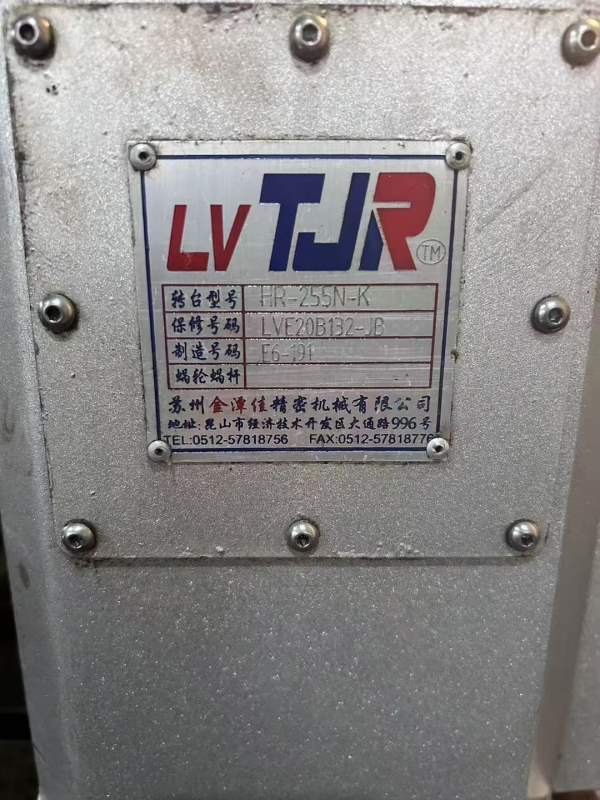 LV TJR TM
转台型号 HR-255N-K
保修号码 LVE20B132-JB
制造号码 E6-191
蜗轮蜗杆
苏州金潭佳精密机械有限公司
地址:昆山市经济技术开发区大通路996号
TEL:0512-57818756 FAX:0512-57818776